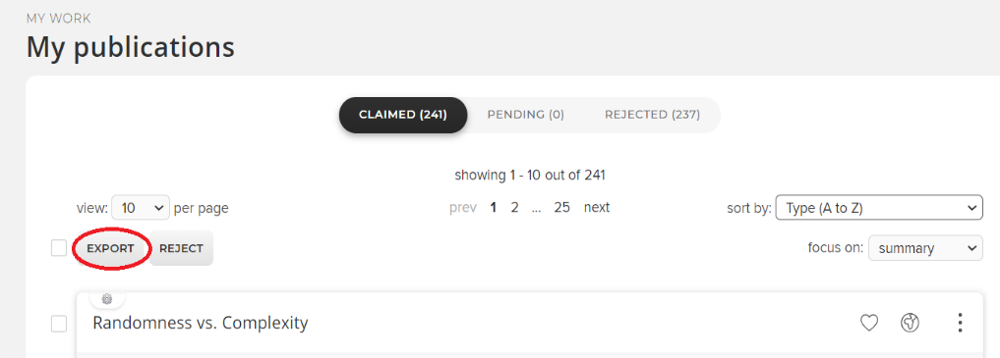 MY WORK
My publications
CLAIMED (241) PENDING (0) REJECTED (237)
showing 1 - 10 out of 241
view: 10 per page prev 1 2 ... 25 next sort by: Type (A to Z)
EXPORT REJECT focus on: summary
Randomness vs. Complexity